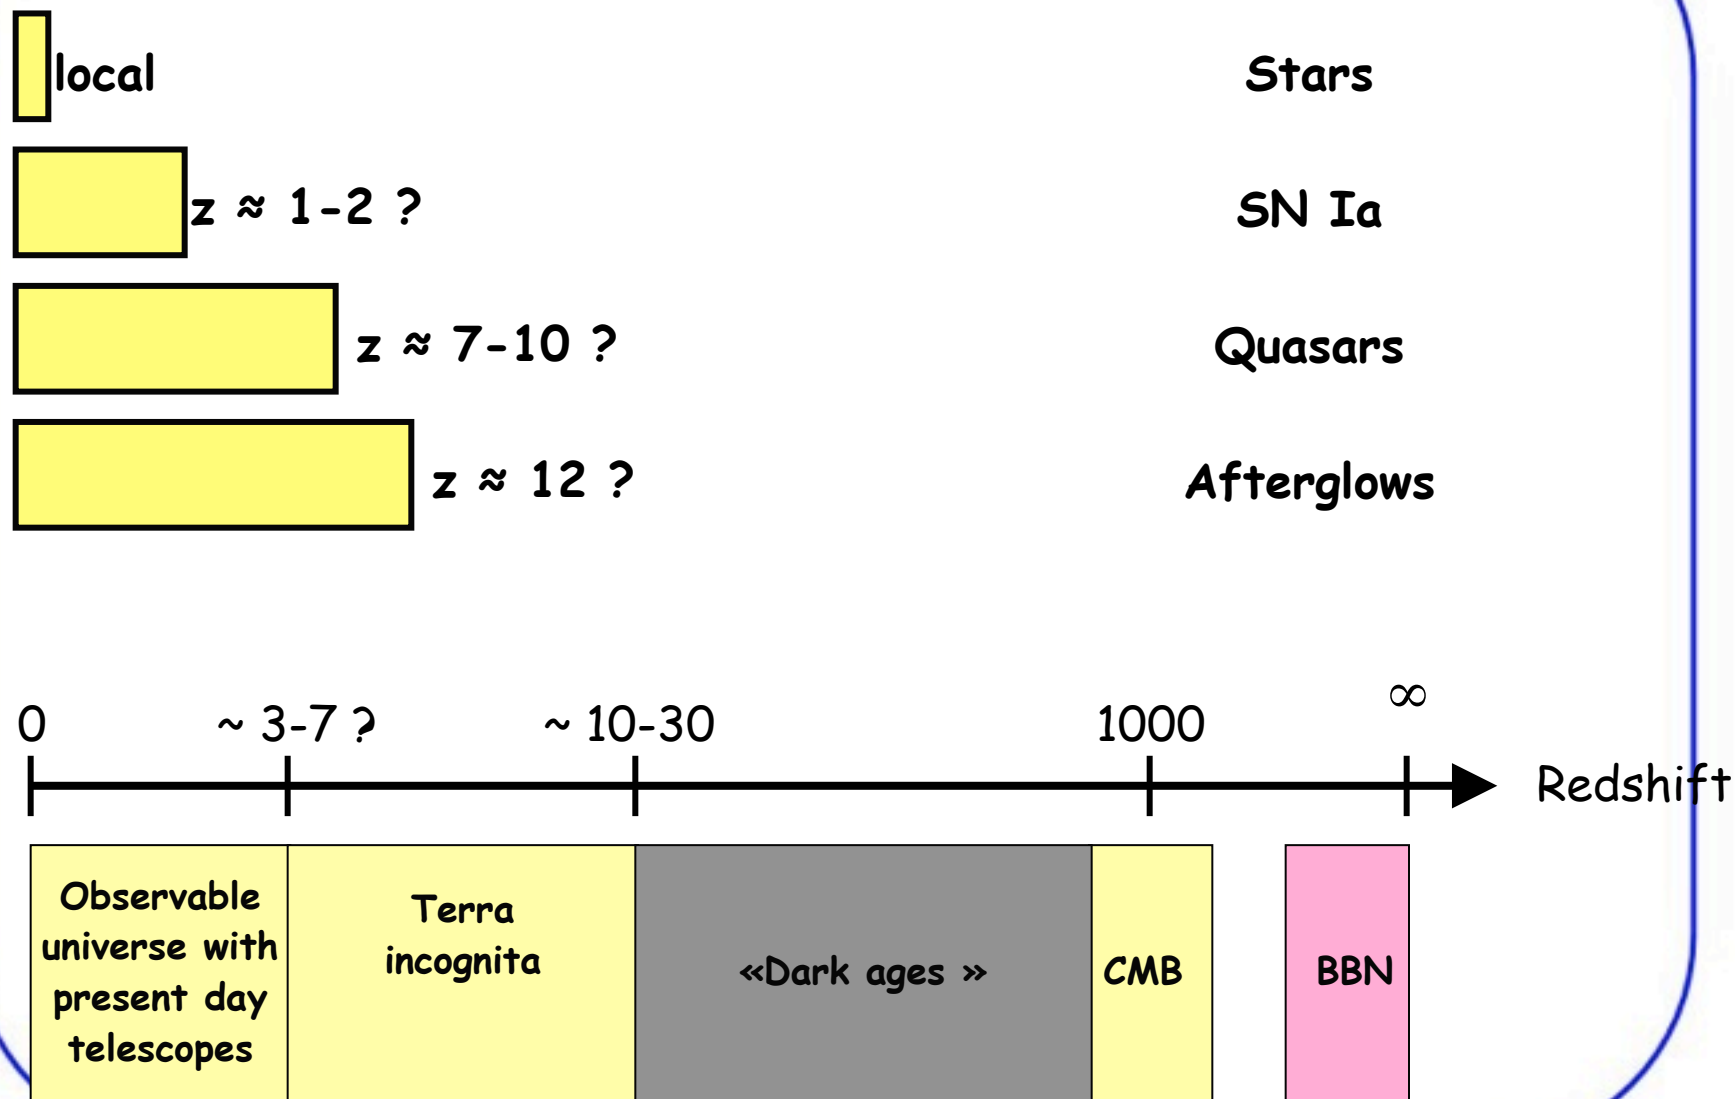 local Stars
z ≈ 1-2 ? SN Ia
z ≈ 7-10 ? Quasars
z ≈ 12 ? Afterglows
0 ~ 3-7 ? ~ 10-30 1000 ∞
Redshift
Observable
universe with
present day
telescopes
Terra
incognita
«Dark ages »
CMB
BBN